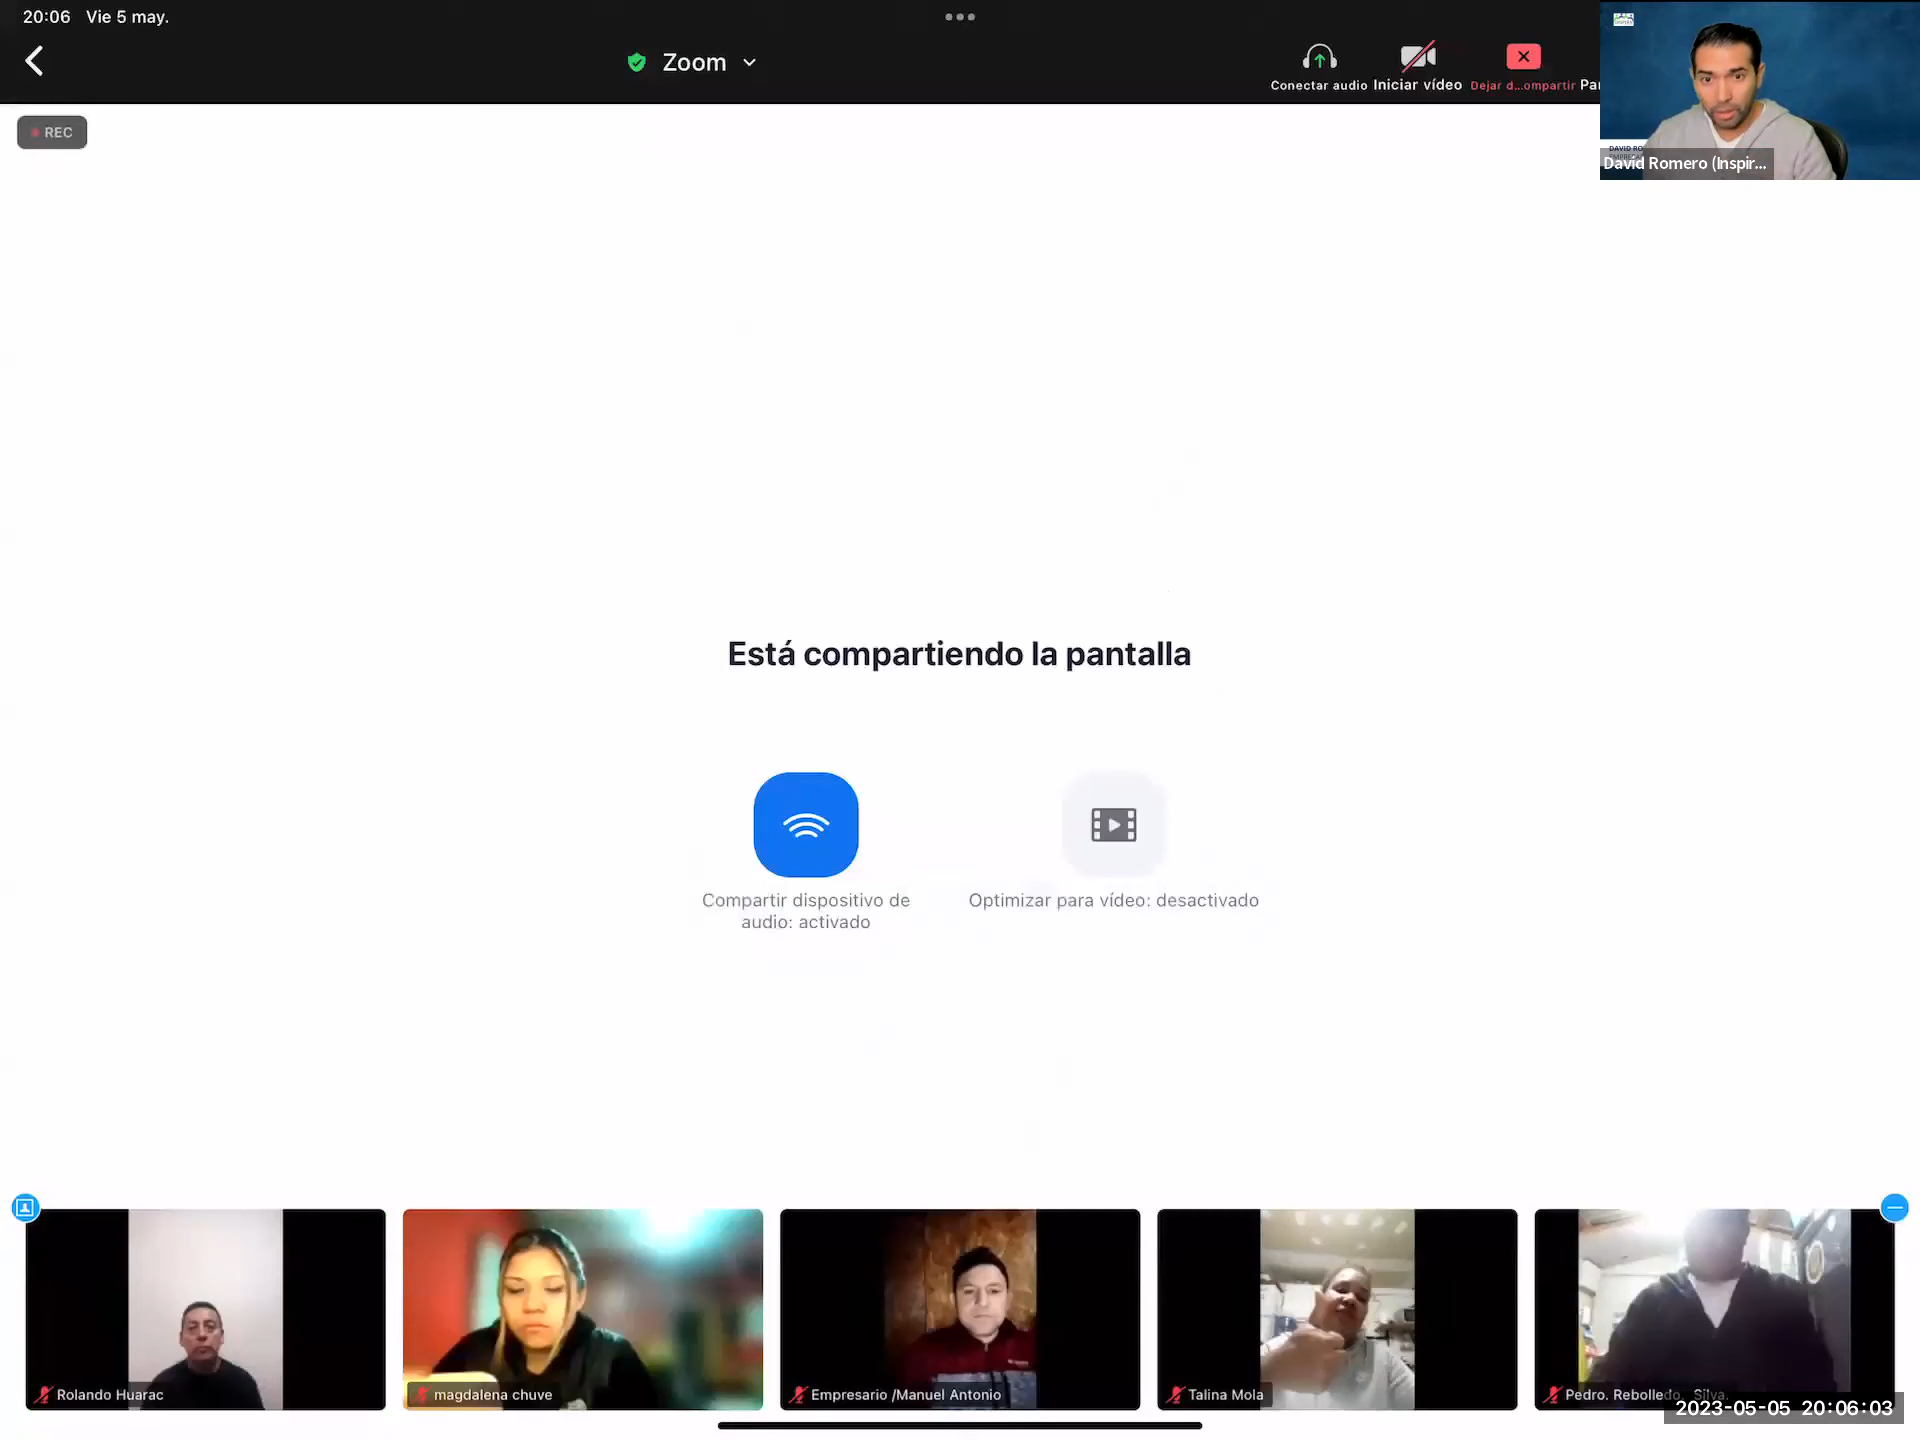 20:06 Vie 5 may.
Zoom
Conectar audio
Iniciar vídeo
Dejar d...ompartir
REC
David Romero (Inspir...
Está compartiendo la pantalla
Compartir dispositivo de
audio: activado
Optimizar para vídeo: desactivado
Rolando Huarac
magdalena chuve
Empresario /Manuel Antonio
Talina Mola
Pedro. Rebolledo. Silva.
2023-05-05 20:06:03